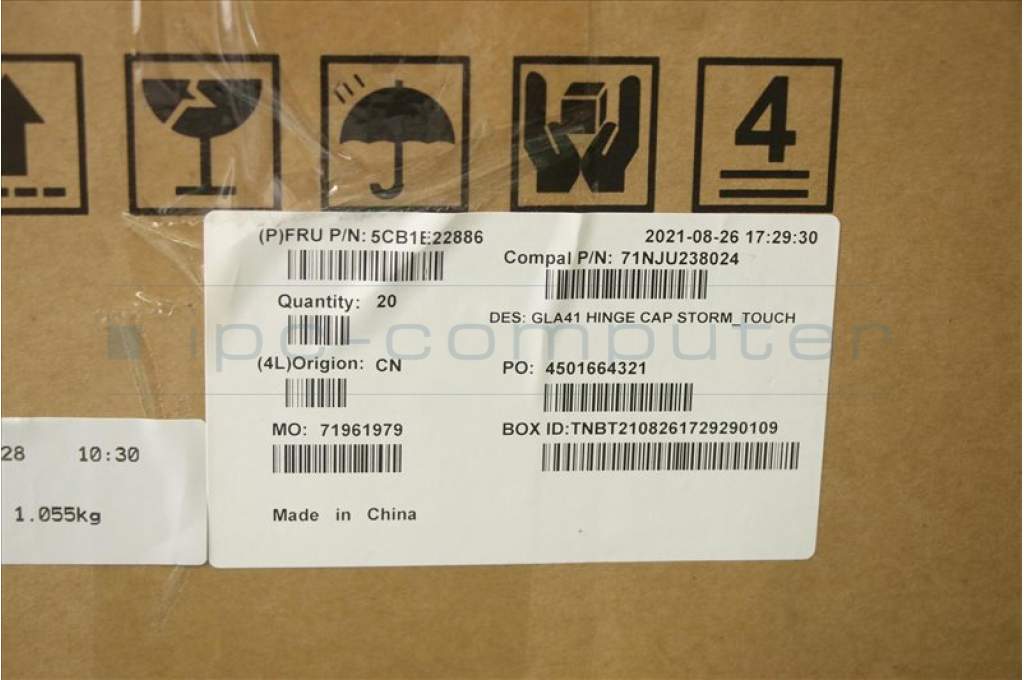 4
(P)FRU P/N: 5CB1E22886
2021-08-26 17:29:30
Compal P/N: 71NJU238024
Quantity: 20
DES: GLA41 HINGE CAP STORM_TOUCH
ipc-computer
(4L)Origion: CN
PO: 4501664321
MO: 71961979
BOX ID:TNBT2108261729290109
Made in China
28 10:30
1.055kg